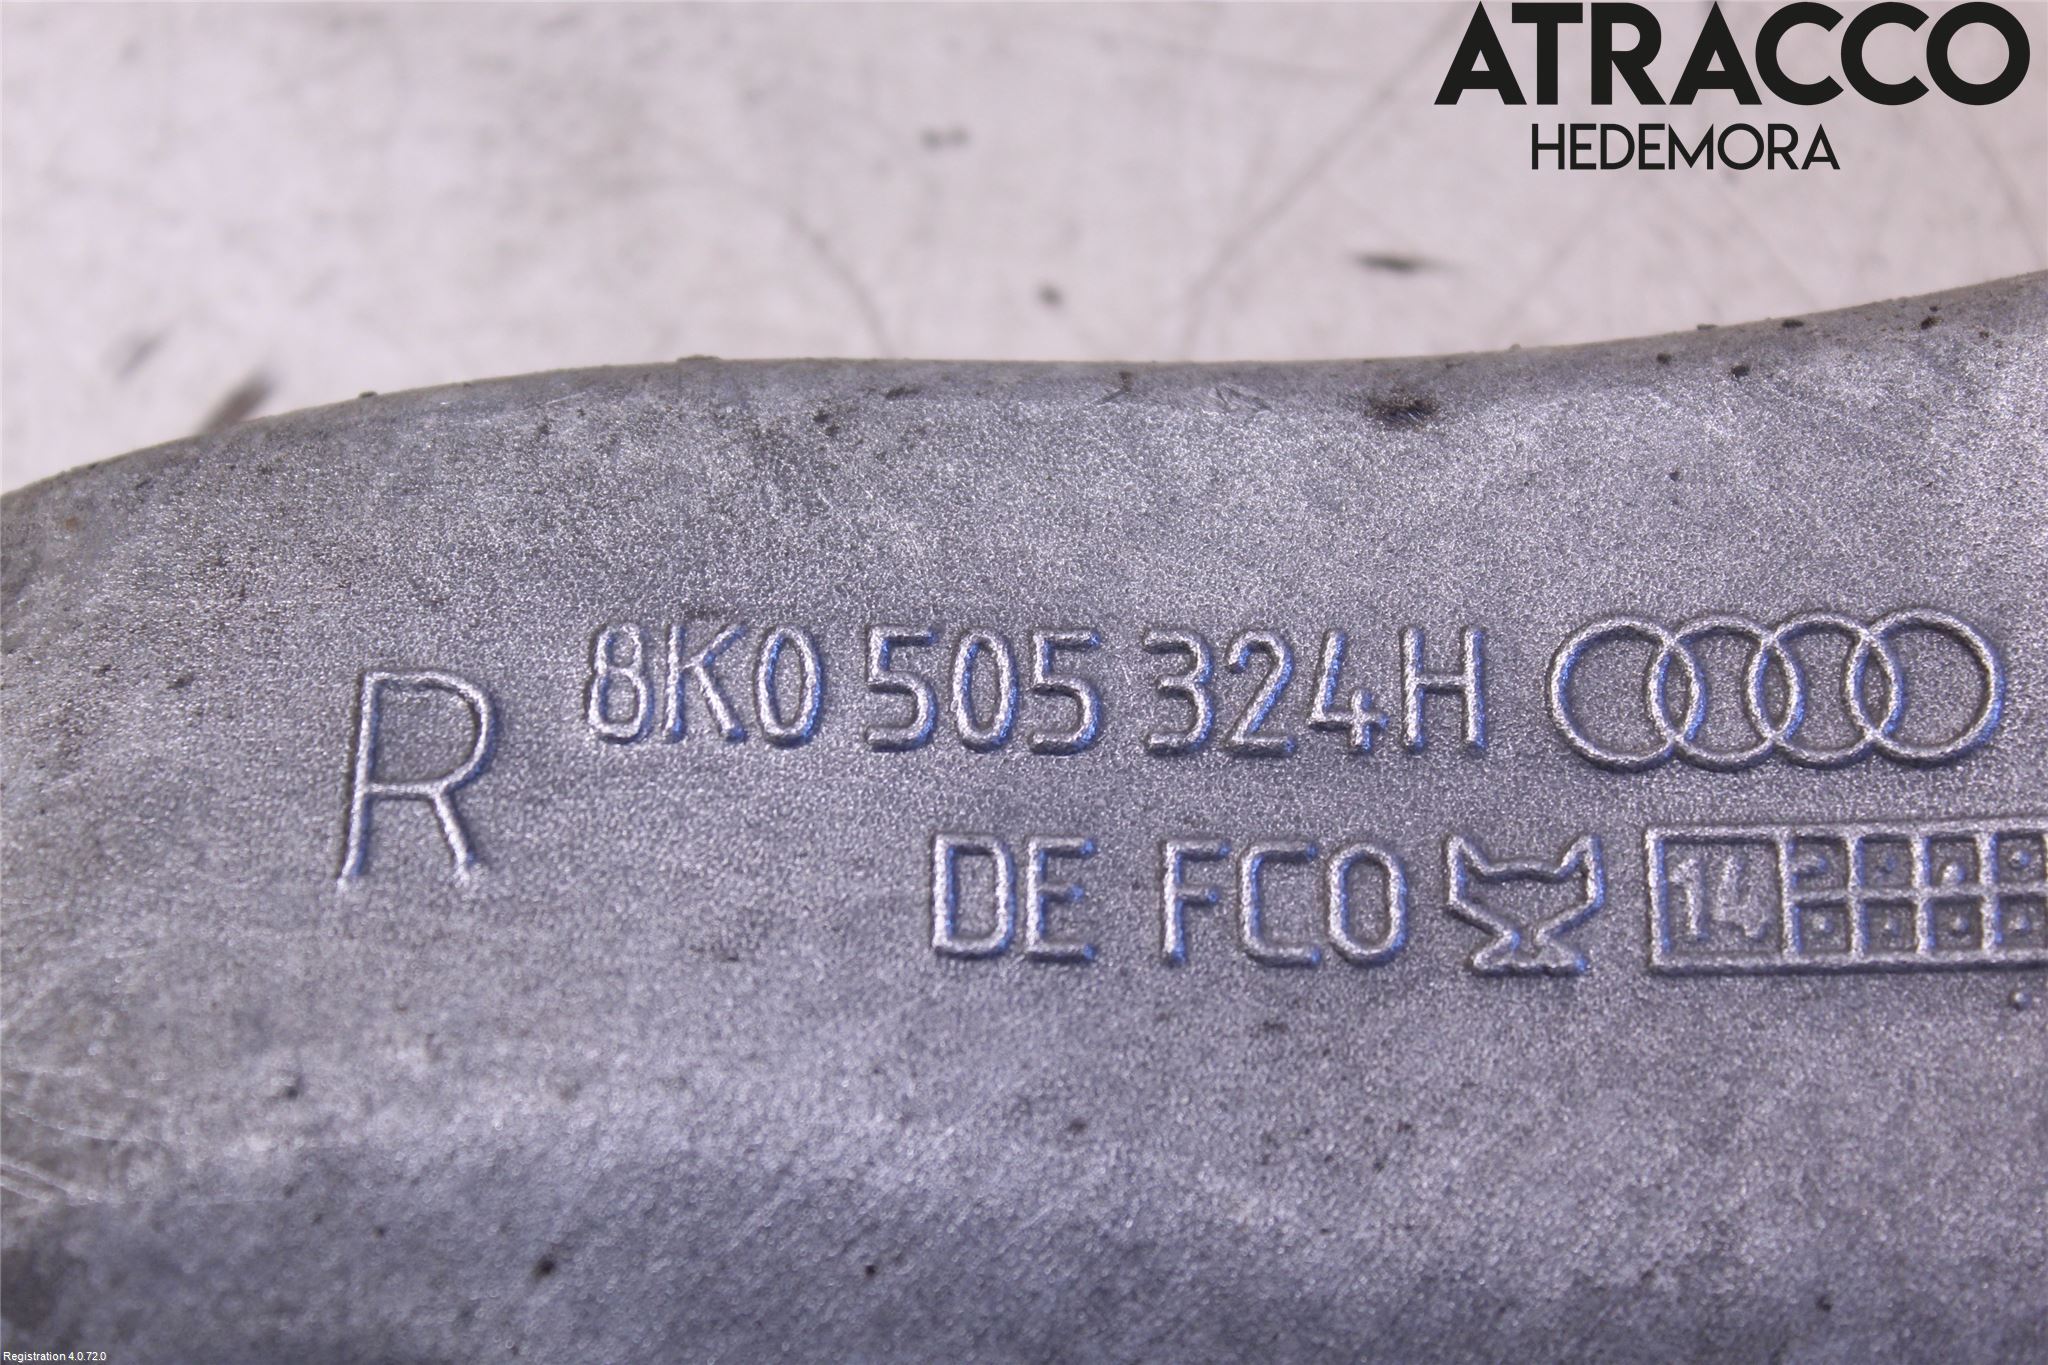 ATRACCO
HEDEMORA
R
8K0 505 324H
DE FCO
14
Registration 4.0.72.0